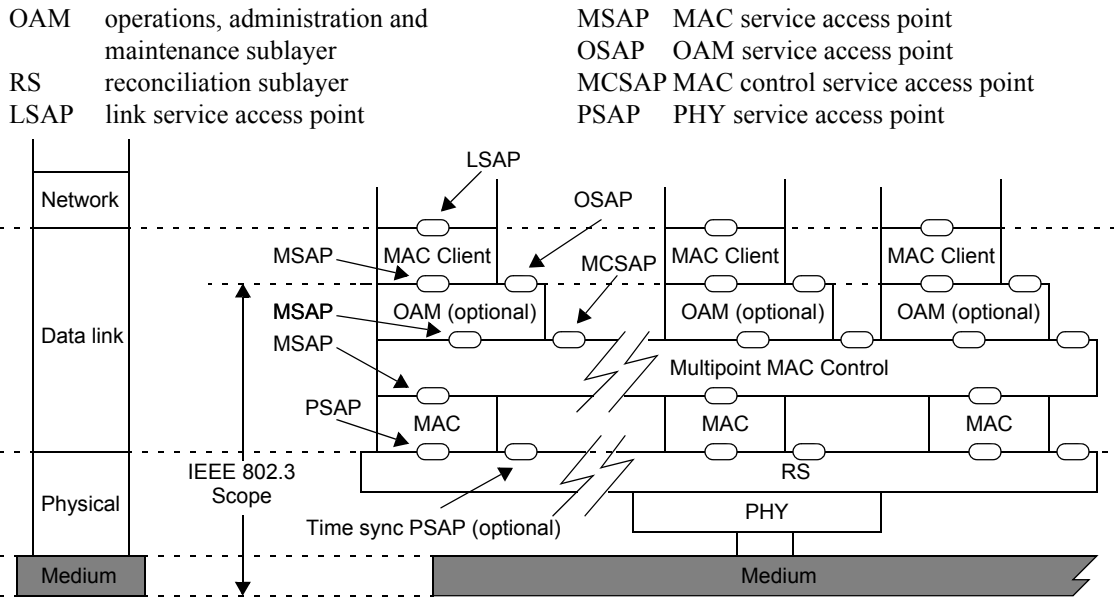 OAM operations, administration and
maintenance sublayer
RS reconciliation sublayer
LSAP link service access point
MSAP MAC service access point
OSAP OAM service access point
MCSAP MAC control service access point
PSAP PHY service access point
LSAP
Network
OSAP
MAC Client
MAC Client
MAC Client
MSAP
MCSAP
MSAP
OAM (optional)
OAM (optional)
OAM (optional)
Data link
MSAP
Multipoint MAC Control
PSAP
MAC
MAC
MAC
IEEE 802.3
Scope
RS
Physical
Time sync PSAP (optional)
PHY
Medium
Medium